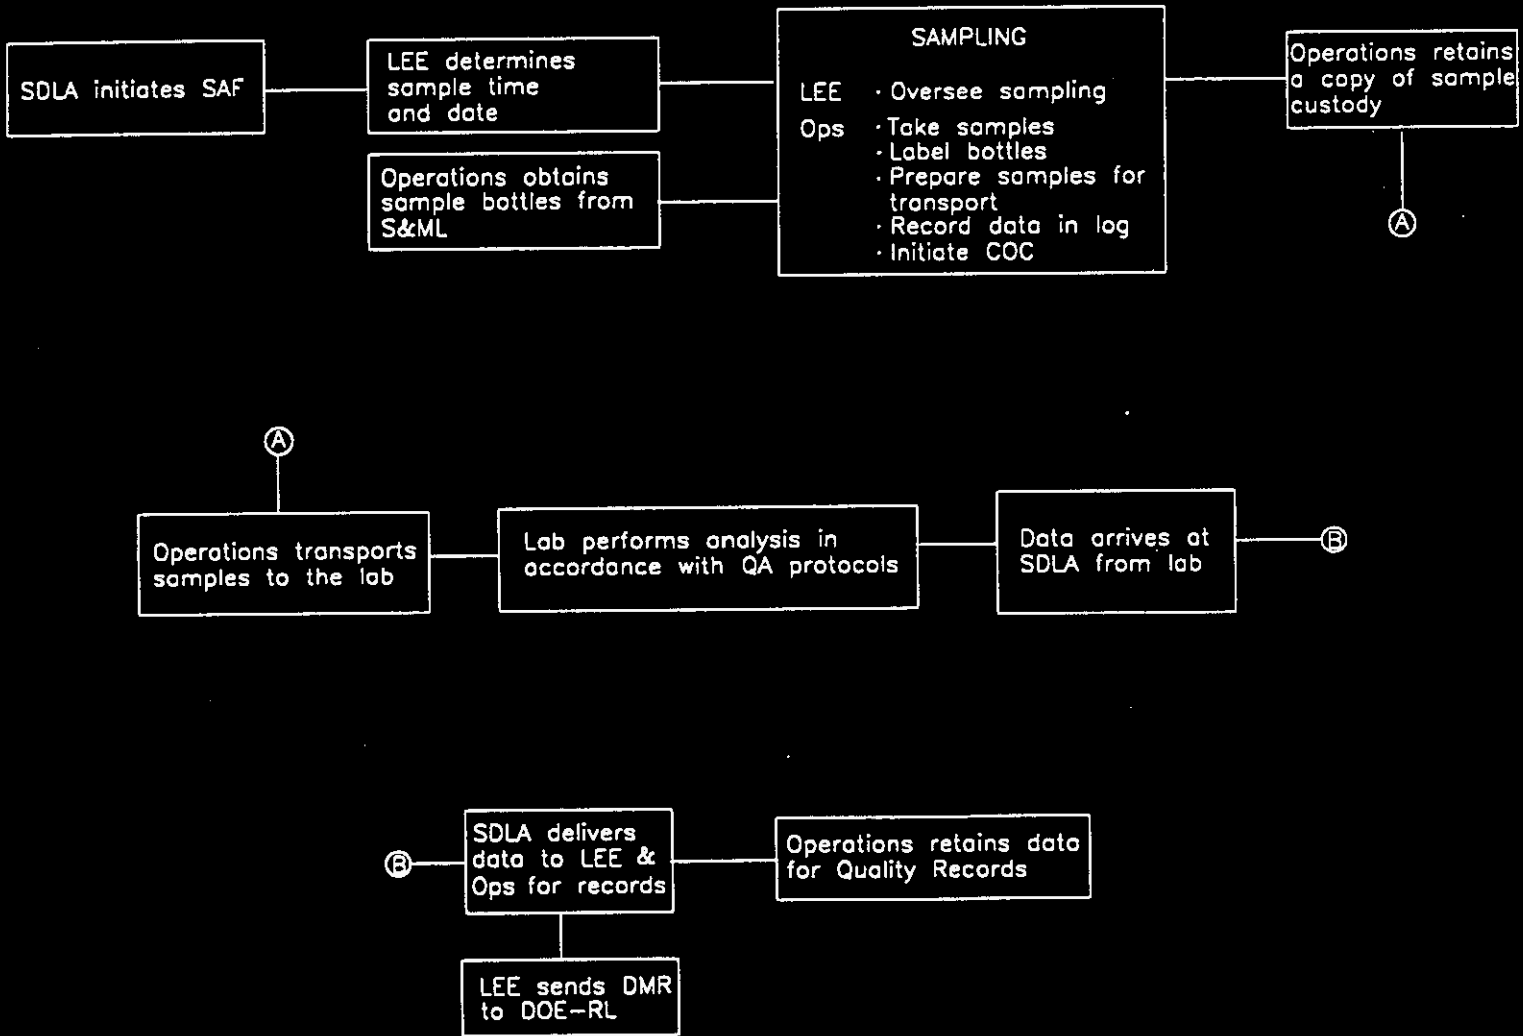 SDLA initiates SAF
LEE determines
sample time
and date
Operations obtains
sample bottles from
S&ML
SAMPLING
LEE · Oversee sampling
Ops · Take samples
· Label bottles
· Prepare samples for
transport
· Record data in log
· Initiate COC
Operations retains
a copy of sample
custody
A
A
Operations transports
samples to the lab
Lab performs analysis in
accordance with QA protocols
Data arrives at
SDLA from lab
B
B
SDLA delivers
data to LEE &
Ops for records
Operations retains data
for Quality Records
LEE sends DMR
to DOE-RL